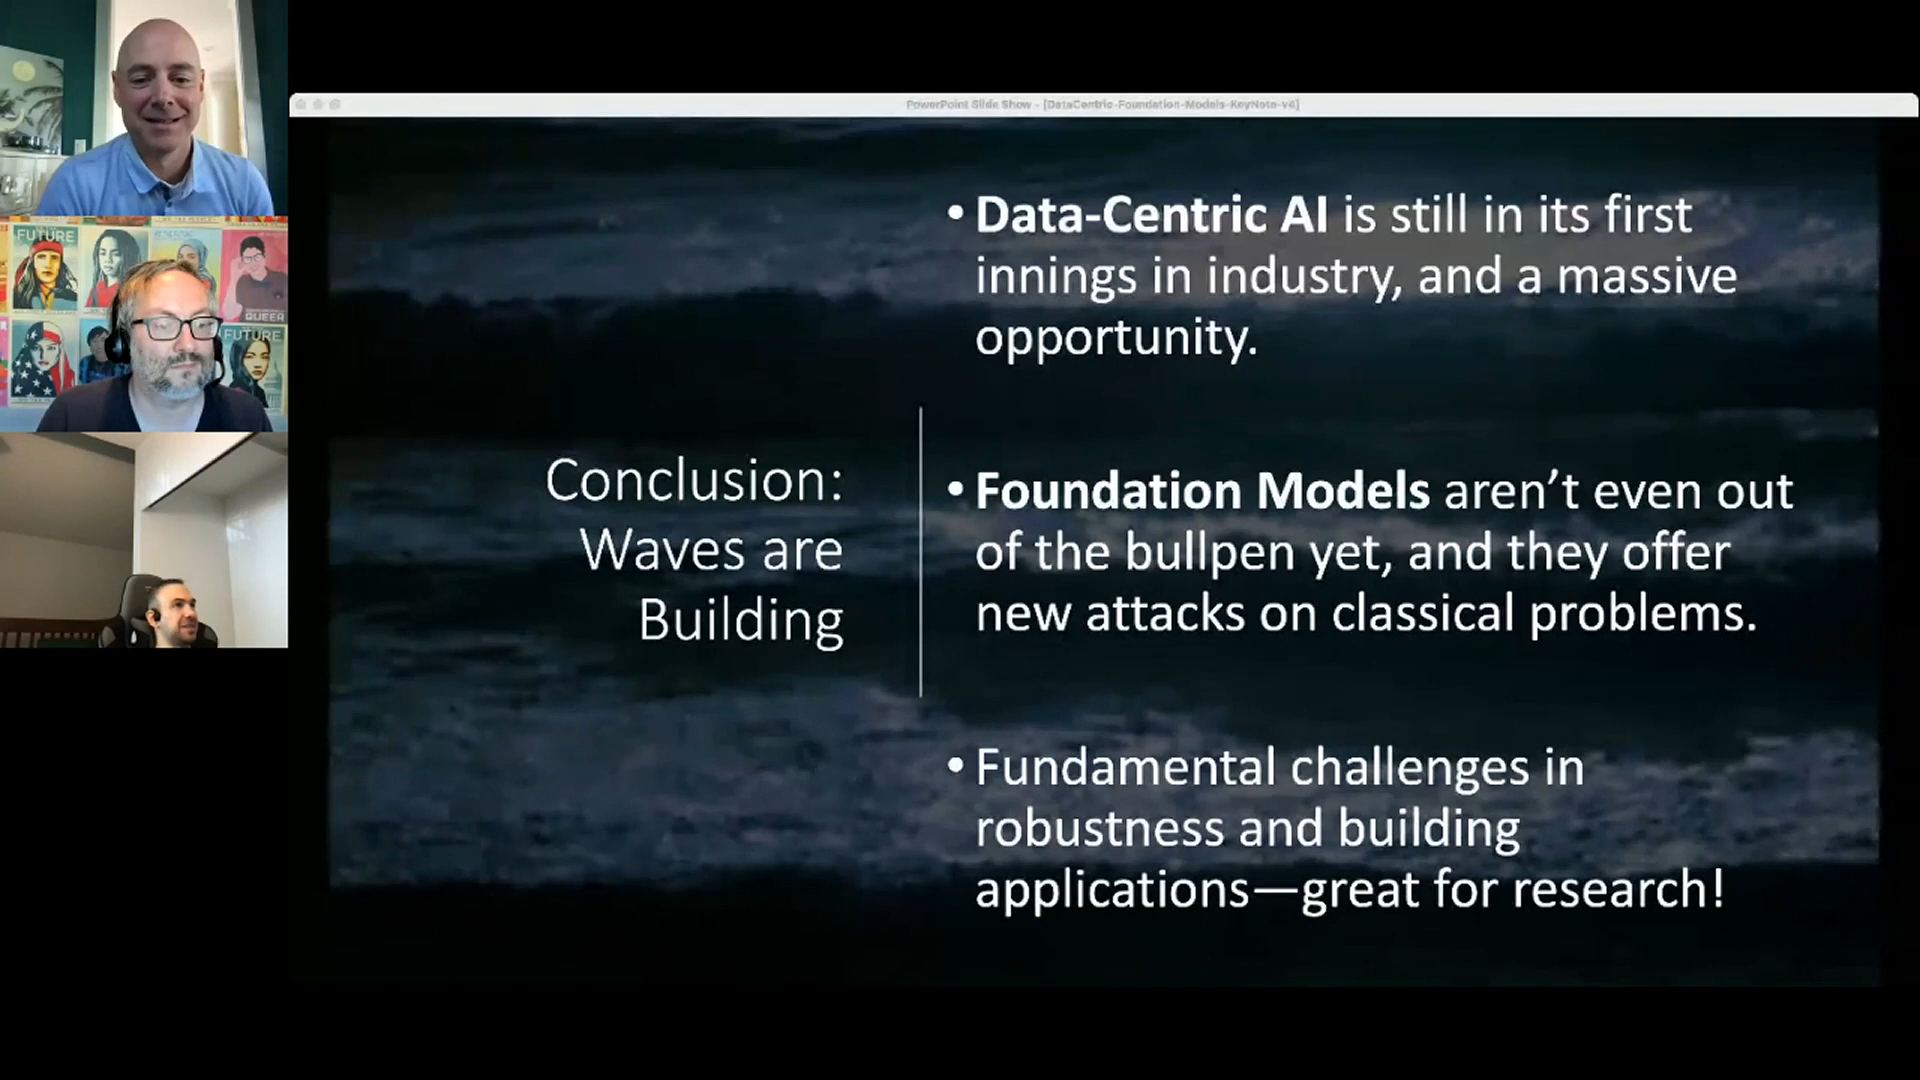 PowerPoint Slide Show - [DataCentric-Foundation-Models-KeyNote-v4]
FUTURE
QUEER
FUTURE
Conclusion:
Waves are
Building
• Data-Centric AI is still in its first
innings in industry, and a massive
opportunity.
• Foundation Models aren’t even out
of the bullpen yet, and they offer
new attacks on classical problems.
• Fundamental challenges in
robustness and building
applications—great for research!